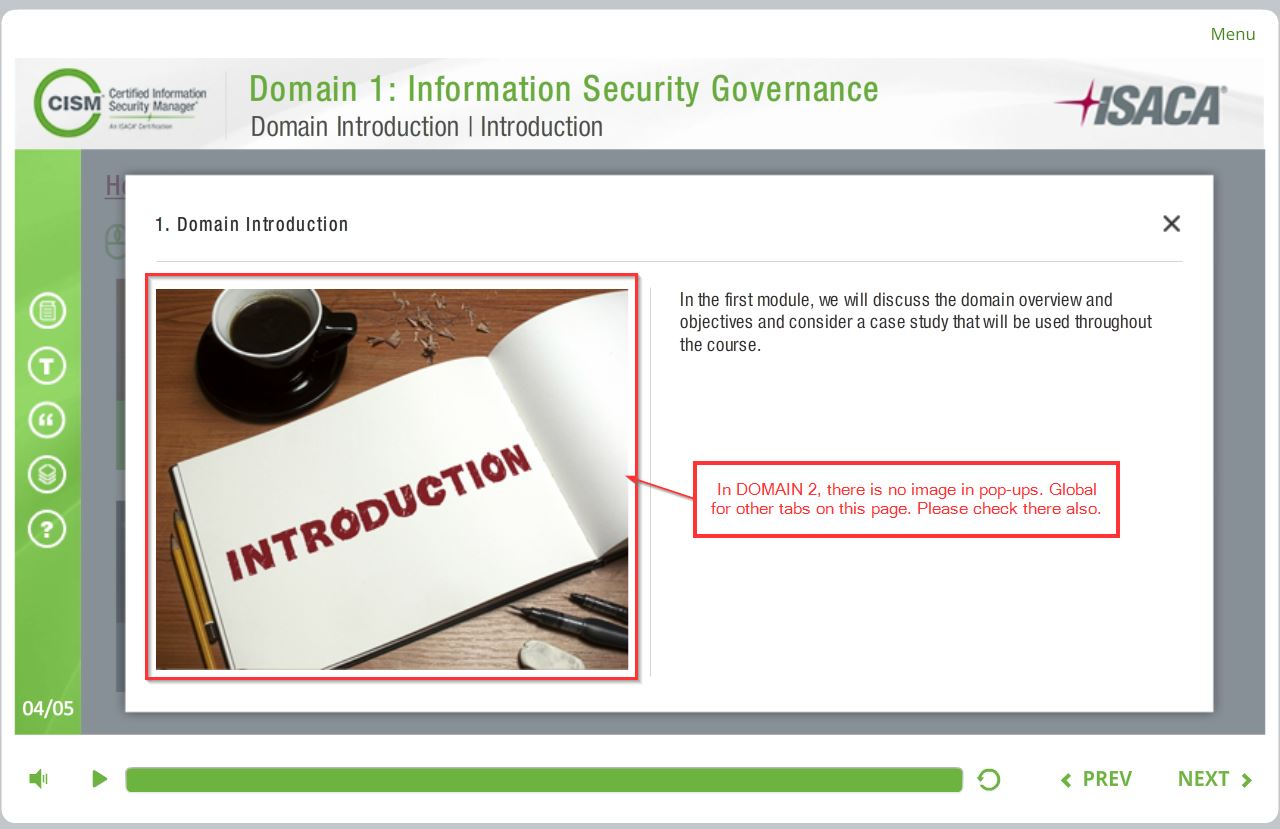 Menu
CISM
Certified Information
Security Manager®
An ISACA® Certification
Domain 1: Information Security Governance
Domain Introduction | Introduction
ISACA®
1. Domain Introduction
INTRODUCTION
In the first module, we will discuss the domain overview and
objectives and consider a case study that will be used throughout
the course.
In DOMAIN 2, there is no image in pop-ups. Global
for other tabs on this page. Please check there also.
T
?
04/05
PREV
NEXT